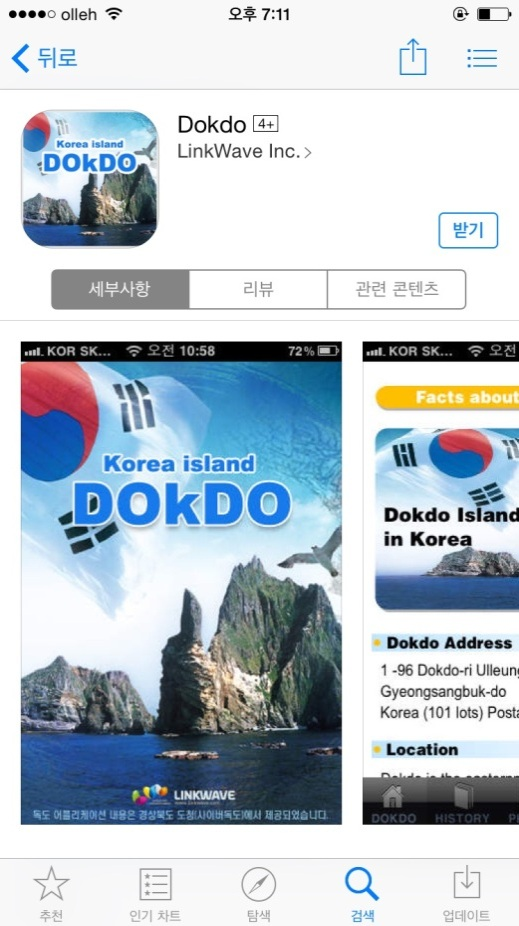 olleh 오후 7:11
뒤로
Korea island
DOkDO
Dokdo 4+
LinkWave Inc. >
받기
세부사항 리뷰 관련 콘텐츠
KOR SK... 오전 10:58 72%
Korea island
DOkDO
LINKWAVE
독도 어플리케이션 내용은 경상북도 도청(사이버독도)에서 제공되었습니다.
KOR SK... 오전
Facts about
Dokdo Island
in Korea
Dokdo Address
1 -96 Dokdo-ri Ulleung
Gyeongsangbuk-do
Korea (101 lots) Posta
Location
DOKDO HISTORY
추천 인기 차트 탐색 검색 업데이트